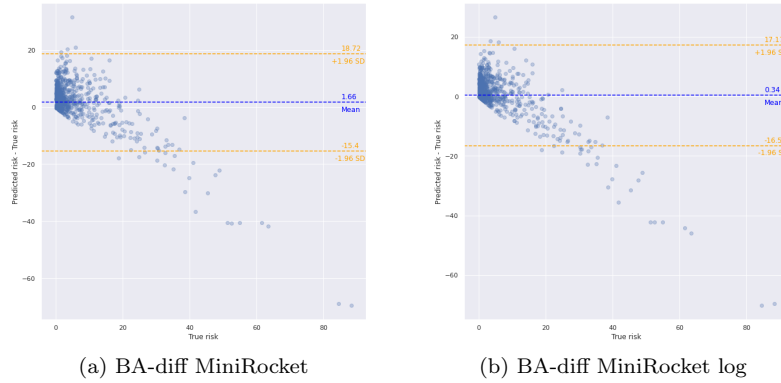 18.72
+1.96 SD
1.66
Mean
-15.4
-1.96 SD
20
0
−20
−40
−60
0
20
40
60
80
Predicted risk - True risk
True risk
(a) BA-diff MiniRocket
+1.96 S
0.34
Mean
-16.5
-1.96 S
20
0
−20
−40
−60
0
20
40
60
80
Predicted risk - True risk
True risk
(b) BA-diff MiniRocket log